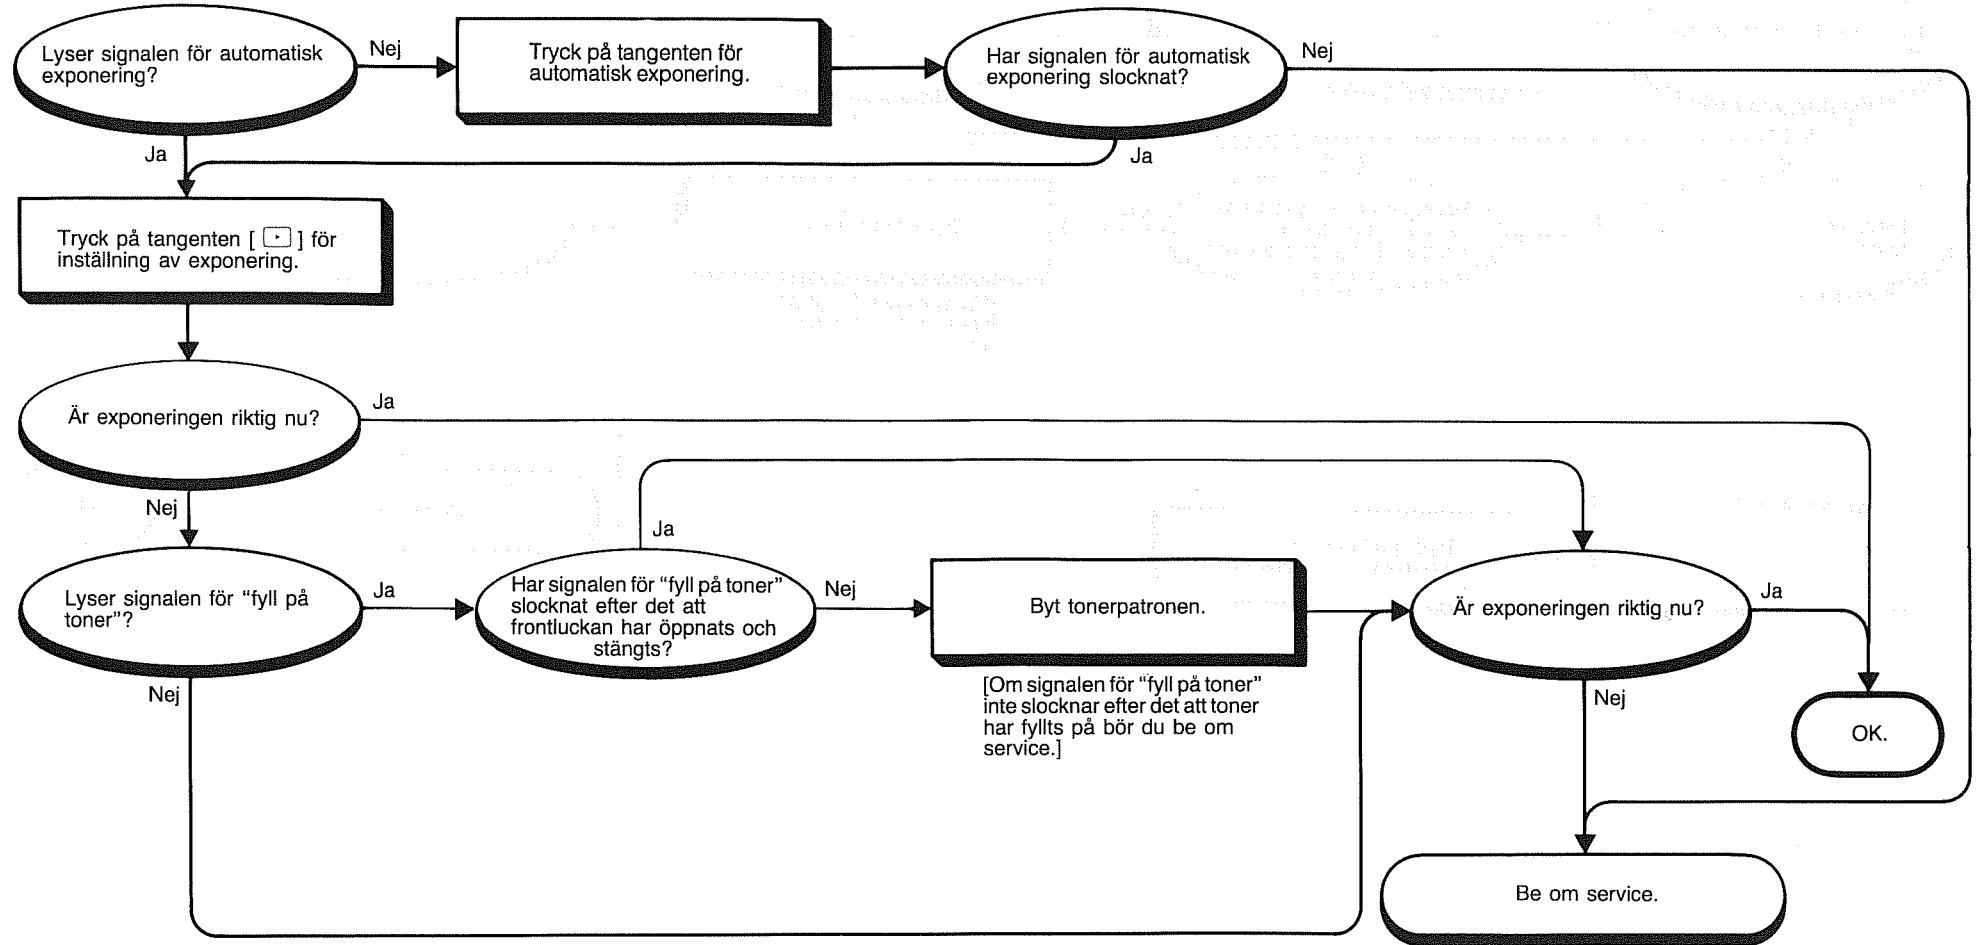 Lyser signalen för automatisk
exponering?
Nej
Tryck på tangenten för
automatisk exponering.
Har signalen för automatisk
exponering slocknat?
Nej
Ja
Ja
Tryck på tangenten [ ] för
inställning av exponering.
Är exponeringen riktig nu?
Ja
Nej
Ja
Lyser signalen för “fyll på
toner”?
Ja
Har signalen för “fyll på toner”
slocknat efter det att
frontluckan har öppnats och
stängts?
Nej
Byt tonerpatronen.
Är exponeringen riktig nu?
Ja
Nej
[Om signalen för “fyll på toner”
inte slocknar efter det att toner
har fyllts på bör du be om
service.]
Nej
OK.
Be om service.